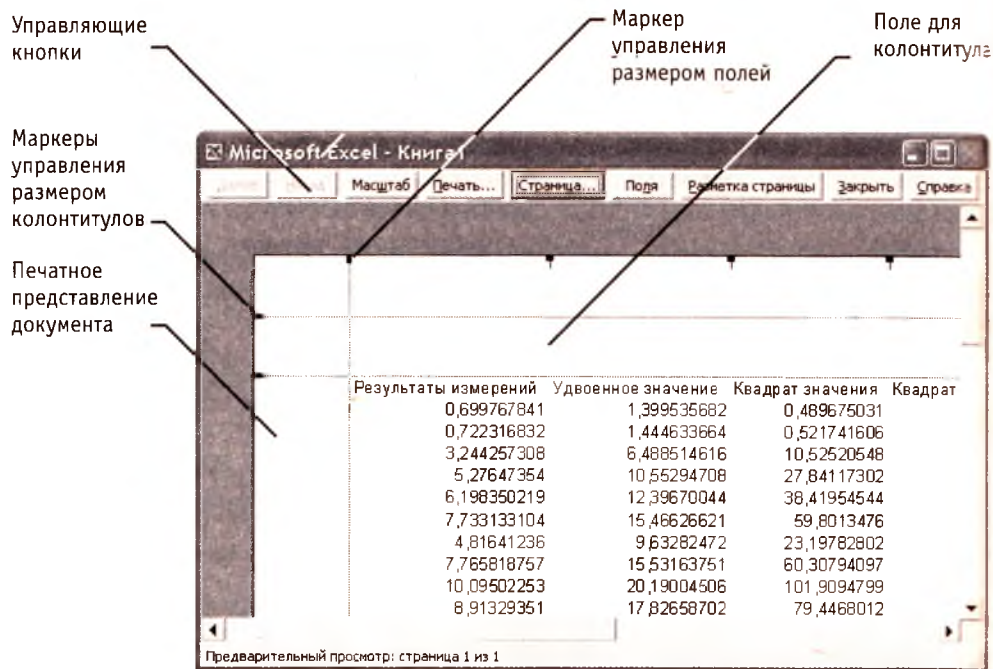 Управляющие
кнопки
Маркер
управления
размером полей
Поле для
колонтитула
Маркеры
управления
размером
колонтитулов
Печатное
представление
документа
Microsoft Excel - Книга1
Далее Назад Масштаб Печать... Страница... Поля Разметка страницы Закрыть Справка
Результаты измерений Удвоенное значение Квадрат значения Квадрат
0,699767841 1,399535682 0,489675031
0,722316832 1,444633664 0,521741606
3,244257308 6,488514616 10,52520548
5,27647354 10,55294708 27,84117302
6,198350219 12,39670044 38,41954544
7,733133104 15,46626621 59,8013476
4,81641236 9,63282472 23,19782802
7,765818757 15,53163751 60,30794097
10,09502253 20,19004506 101,9094799
8,91329351 17,82658702 79,4468012
Предварительный просмотр: страница 1 из 1